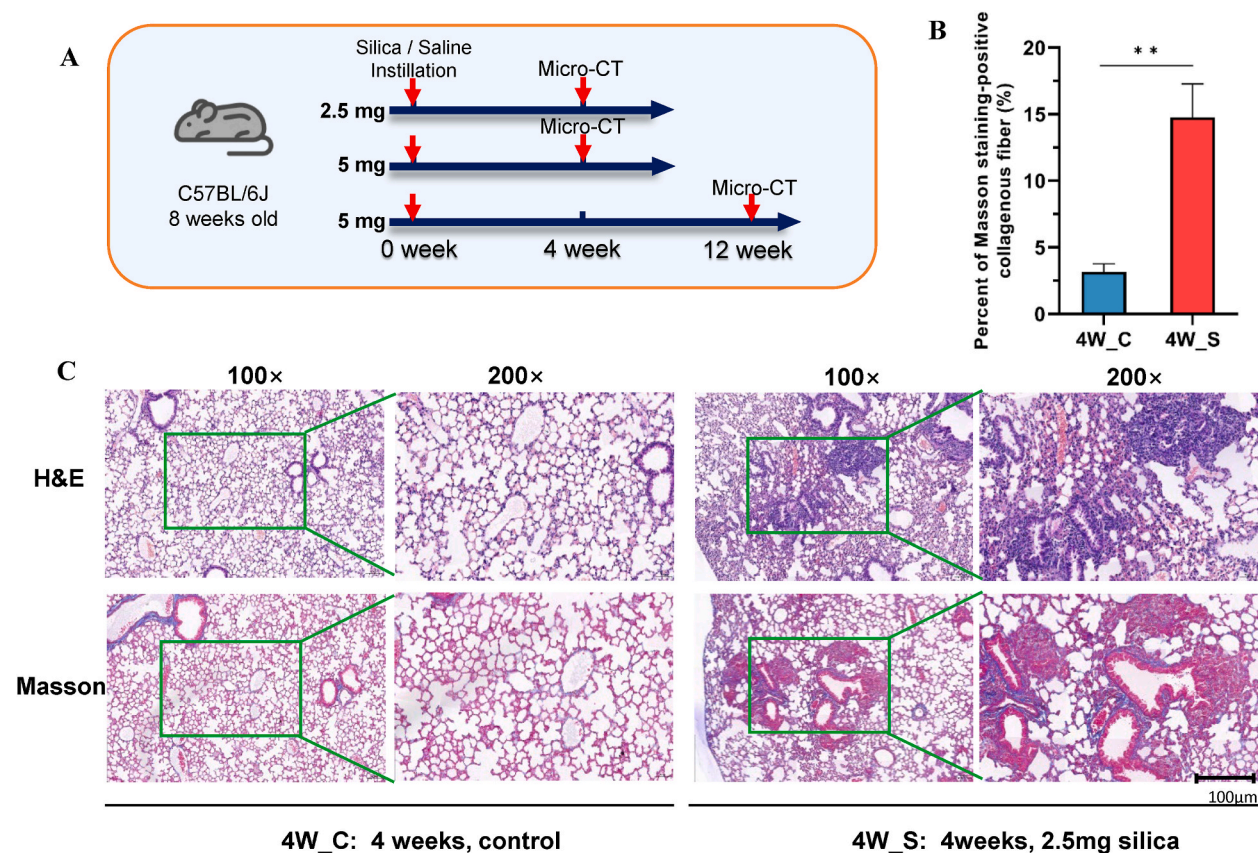 A
Silica / Saline
Instillation
Micro-CT
2.5 mg
Micro-CT
5 mg
Micro-CT
5 mg
0 week
4 week
12 week
C57BL/6J
8 weeks old
B
Percent of Masson staining-positive
collagenous fiber (%)
20
15
10
5
0
**
4W_C
4W_S
C
100×
200×
100×
200×
H&E
Masson
100μm
4W_C: 4 weeks, control
4W_S: 4weeks, 2.5mg silica